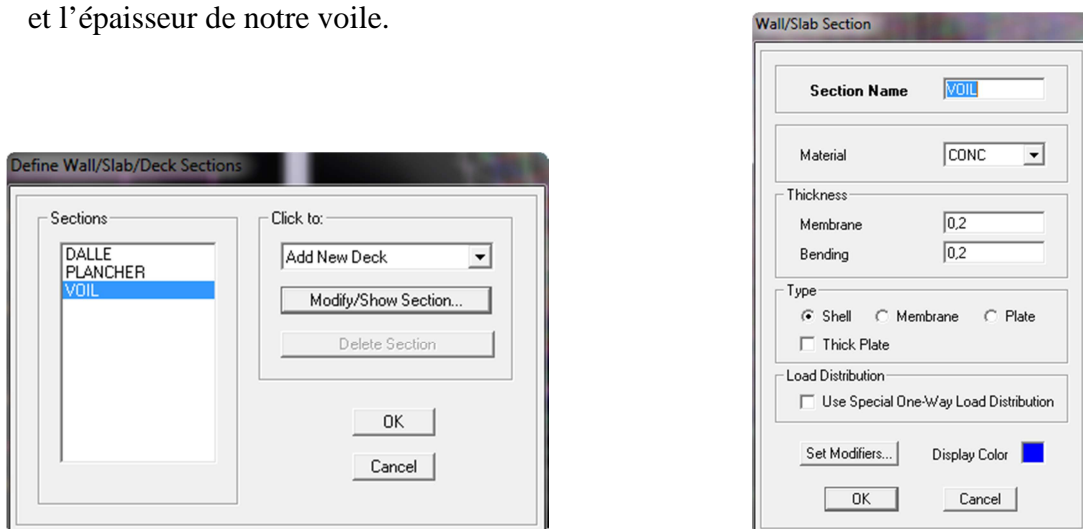 et l’épaisseur de notre voile.
Define Wall/Slab/Deck Sections
Sections
DALLE
PLANCHER
VOIL
Click to:
Add New Deck
Modify/Show Section...
Delete Section
OK
Cancel
Wall/Slab Section
Section Name VOIL
Material CONC
Thickness
Membrane 0,2
Bending 0,2
Type
Shell Membrane Plate
Thick Plate
Load Distribution
Use Special One-Way Load Distribution
Set Modifiers... Display Color
OK Cancel